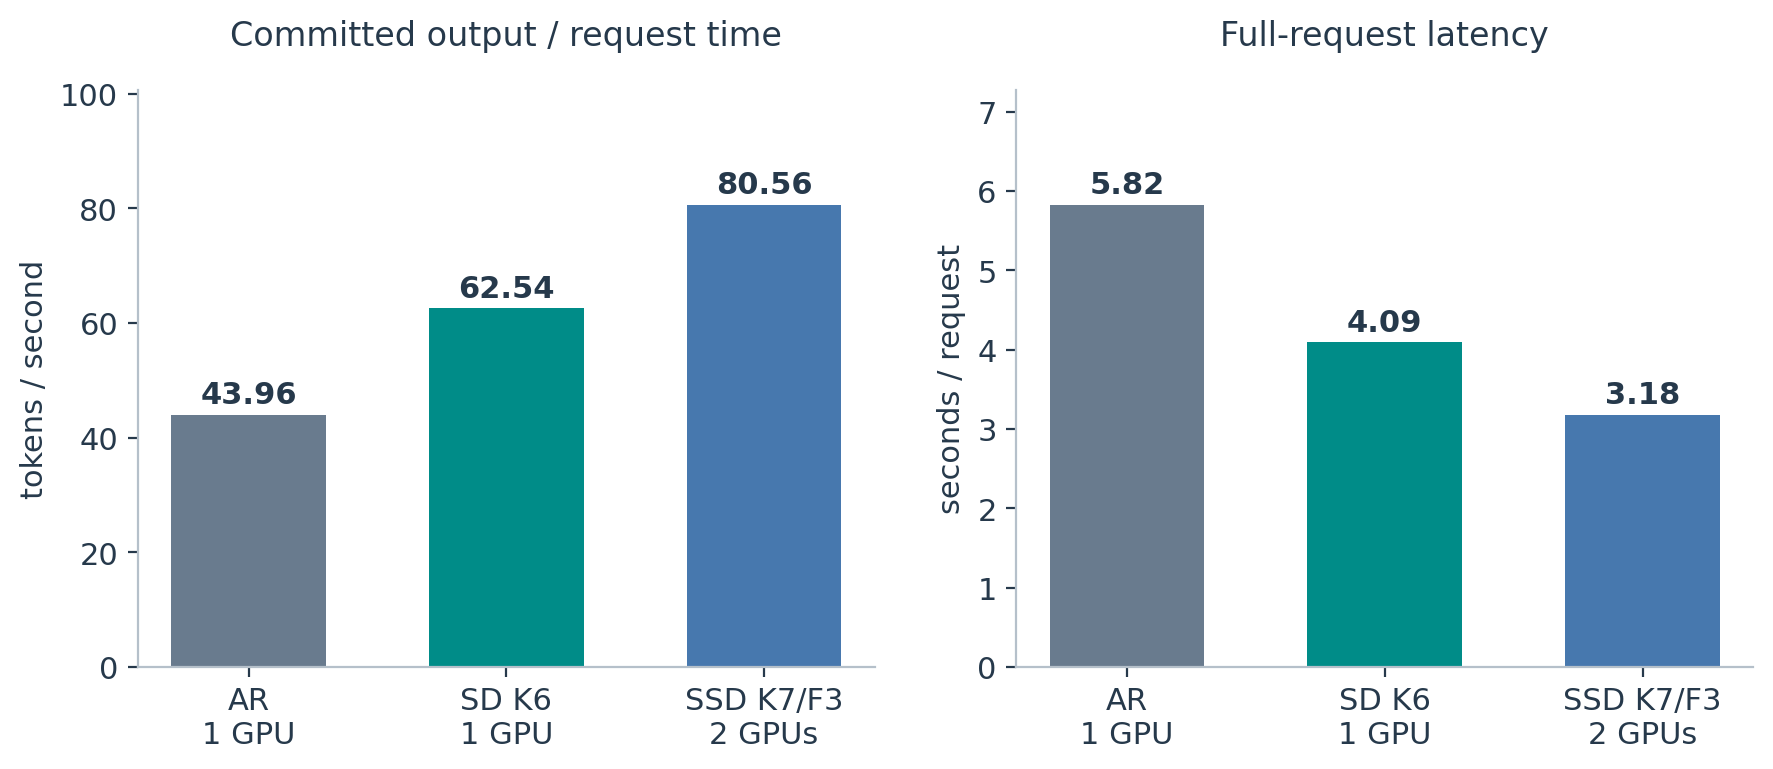 Committed output / request time
tokens / second
100
80
60
40
20
0
43.96
62.54
80.56
AR
1 GPU
SD K6
1 GPU
SSD K7/F3
2 GPUs
Full-request latency
seconds / request
7
6
5
4
3
2
1
0
5.82
4.09
3.18
AR
1 GPU
SD K6
1 GPU
SSD K7/F3
2 GPUs